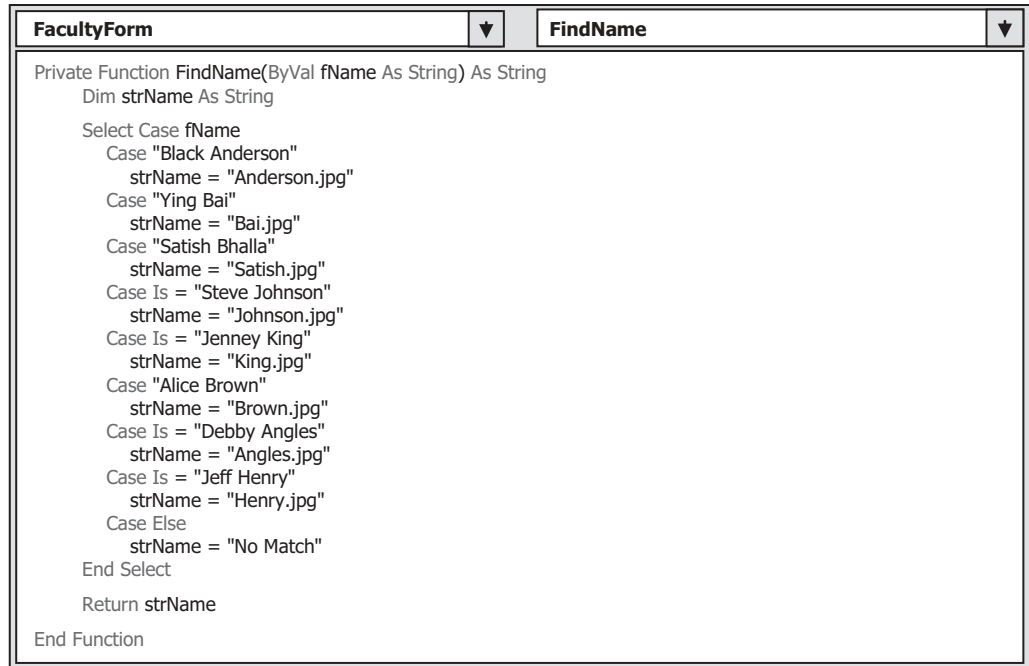 FacultyForm FindName
Private Function FindName(ByVal fName As String) As String
Dim strName As String
Select Case fName
Case "Black Anderson"
strName = "Anderson.jpg"
Case "Ying Bai"
strName = "Bai.jpg"
Case "Satish Bhalla"
strName = "Satish.jpg"
Case Is = "Steve Johnson"
strName = "Johnson.jpg"
Case Is = "Jenney King"
strName = "King.jpg"
Case "Alice Brown"
strName = "Brown.jpg"
Case Is = "Debby Angles"
strName = "Angles.jpg"
Case Is = "Jeff Henry"
strName = "Henry.jpg"
Case Else
strName = "No Match"
End Select
Return strName
End Function